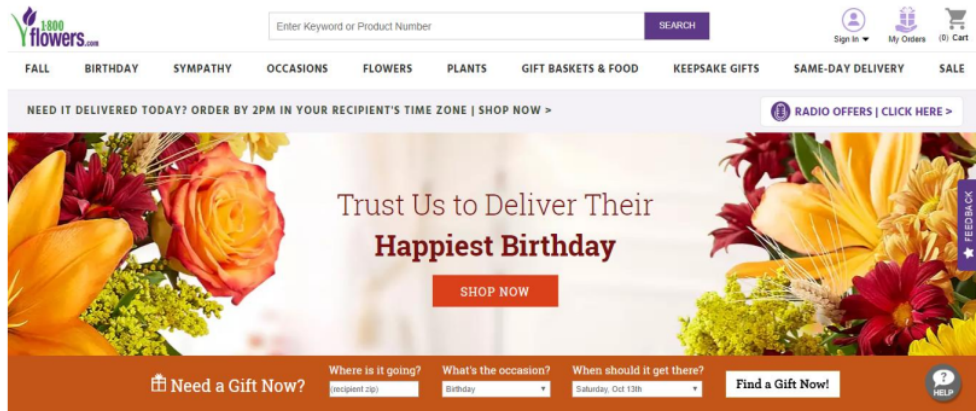 1-800
flowers.com
Enter Keyword or Product Number
SEARCH
Sign In
My Orders
(0) Cart
FALL BIRTHDAY SYMPATHY OCCASIONS FLOWERS PLANTS GIFT BASKETS & FOOD KEEPSAKE GIFTS SAME-DAY DELIVERY SALE
NEED IT DELIVERED TODAY? ORDER BY 2PM IN YOUR RECIPIENT'S TIME ZONE | SHOP NOW >
RADIO OFFERS | CLICK HERE >
Trust Us to Deliver Their
Happiest Birthday
SHOP NOW
FEEDBACK
Need a Gift Now?
Where is it going?
(recipient zip)
What's the occasion?
Birthday
When should it get there?
Saturday, Oct 13th
Find a Gift Now!
?
HELP